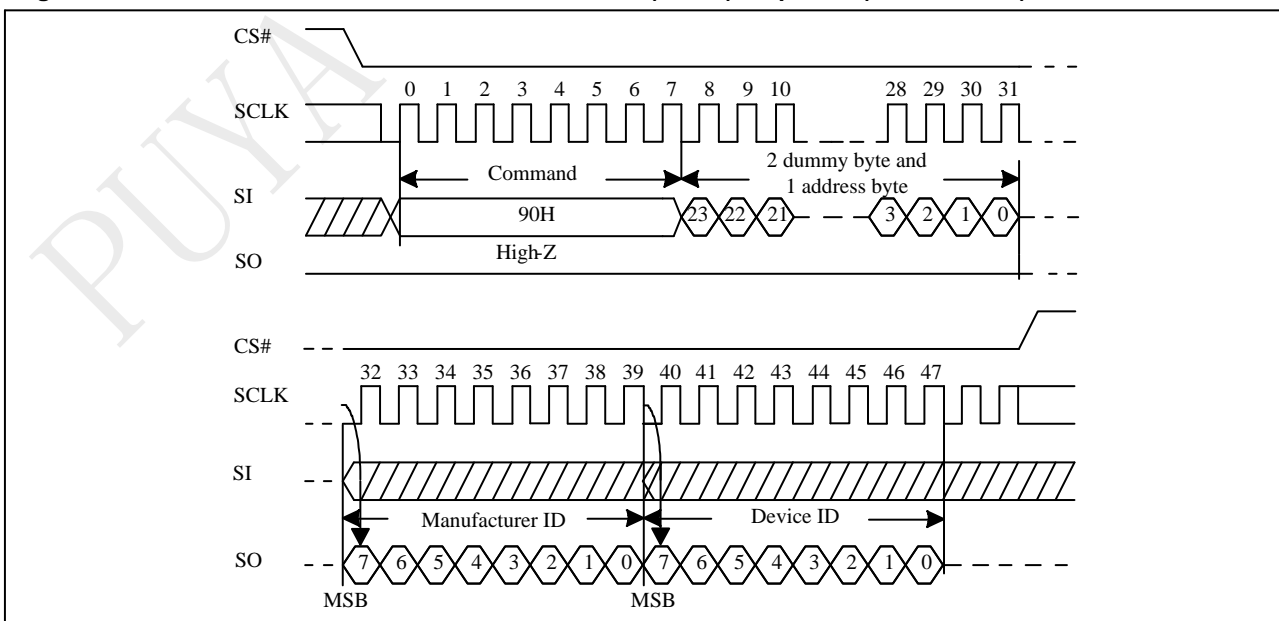 CS#
0 1 2 3 4 5 6 7 8 9 10 28 29 30 31
SCLK
Command
2 dummy byte and
1 address byte
SI
90H
23 22 21 3 2 1 0
High-Z
SO
CS#
32 33 34 35 36 37 38 39 40 41 42 43 44 45 46 47
SCLK
SI
Manufacturer ID
Device ID
SO
7 6 5 4 3 2 1 0 7 6 5 4 3 2 1 0
MSB
MSB
PUYA